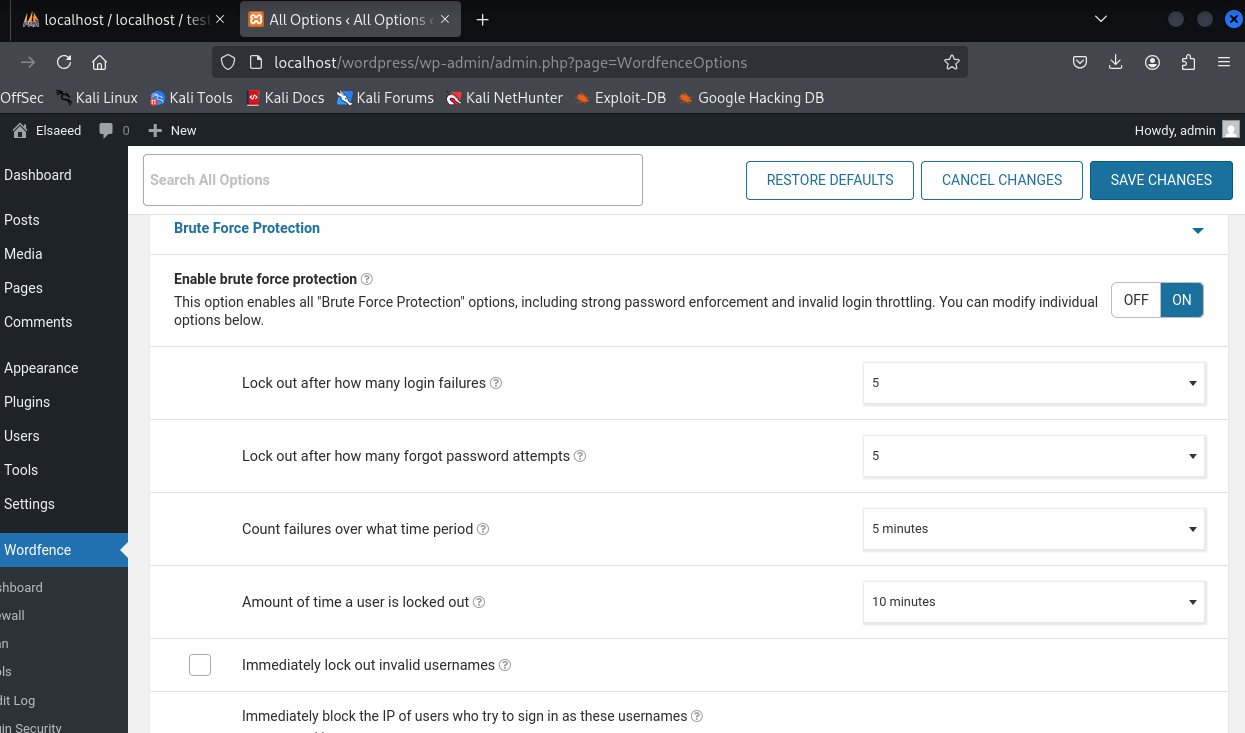 localhost / localhost / test
All Options ‹ All Options ‹
localhost/wordpress/wp-admin/admin.php?page=WordfenceOptions
OffSec
Kali Linux
Kali Tools
Kali Docs
Kali Forums
Kali NetHunter
Exploit-DB
Google Hacking DB
Elsaeed
0
New
Howdy, admin
Dashboard
Posts
Media
Pages
Comments
Appearance
Plugins
Users
Tools
Settings
Wordfence
shboard
wall
n
ls
dit Log
in Security
Search All Options
RESTORE DEFAULTS
CANCEL CHANGES
SAVE CHANGES
Brute Force Protection
Enable brute force protection
This option enables all "Brute Force Protection" options, including strong password enforcement and invalid login throttling. You can modify individual
options below.
OFF
ON
Lock out after how many login failures
5
Lock out after how many forgot password attempts
5
Count failures over what time period
5 minutes
Amount of time a user is locked out
10 minutes
Immediately lock out invalid usernames
Immediately block the IP of users who try to sign in as these usernames